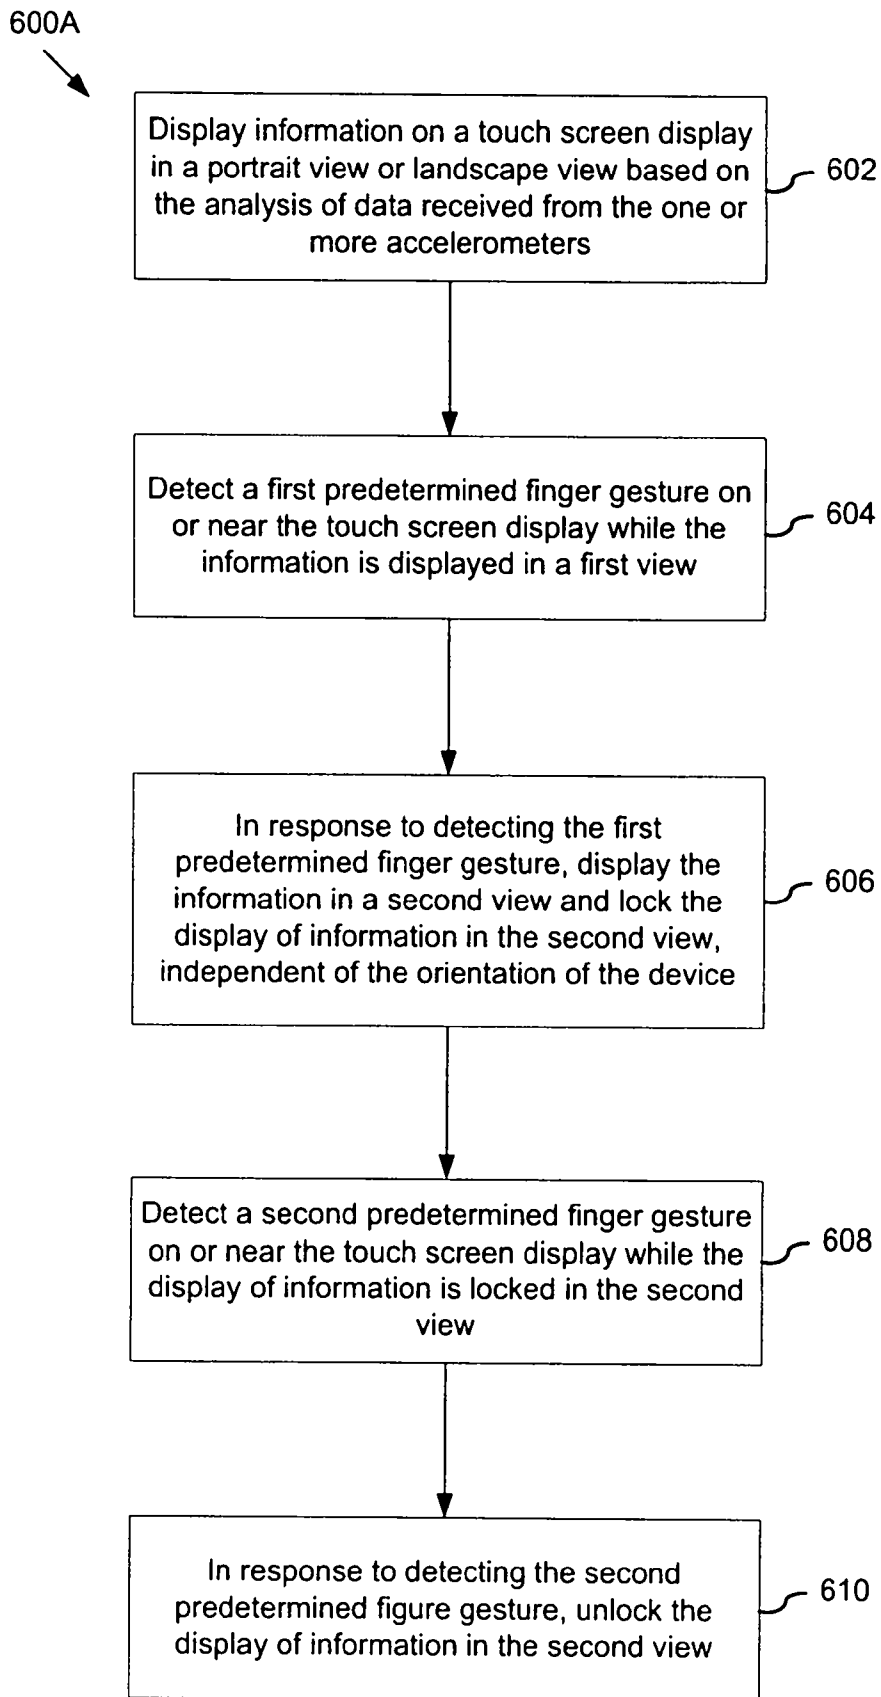 600A
Display information on a touch screen display
in a portrait view or landscape view based on
the analysis of data received from the one or
more accelerometers
602
Detect a first predetermined finger gesture on
or near the touch screen display while the
information is displayed in a first view
604
In response to detecting the first
predetermined finger gesture, display the
information in a second view and lock the
display of information in the second view,
independent of the orientation of the device
606
Detect a second predetermined finger gesture
on or near the touch screen display while the
display of information is locked in the second
view
608
In response to detecting the second
predetermined figure gesture, unlock the
display of information in the second view
610